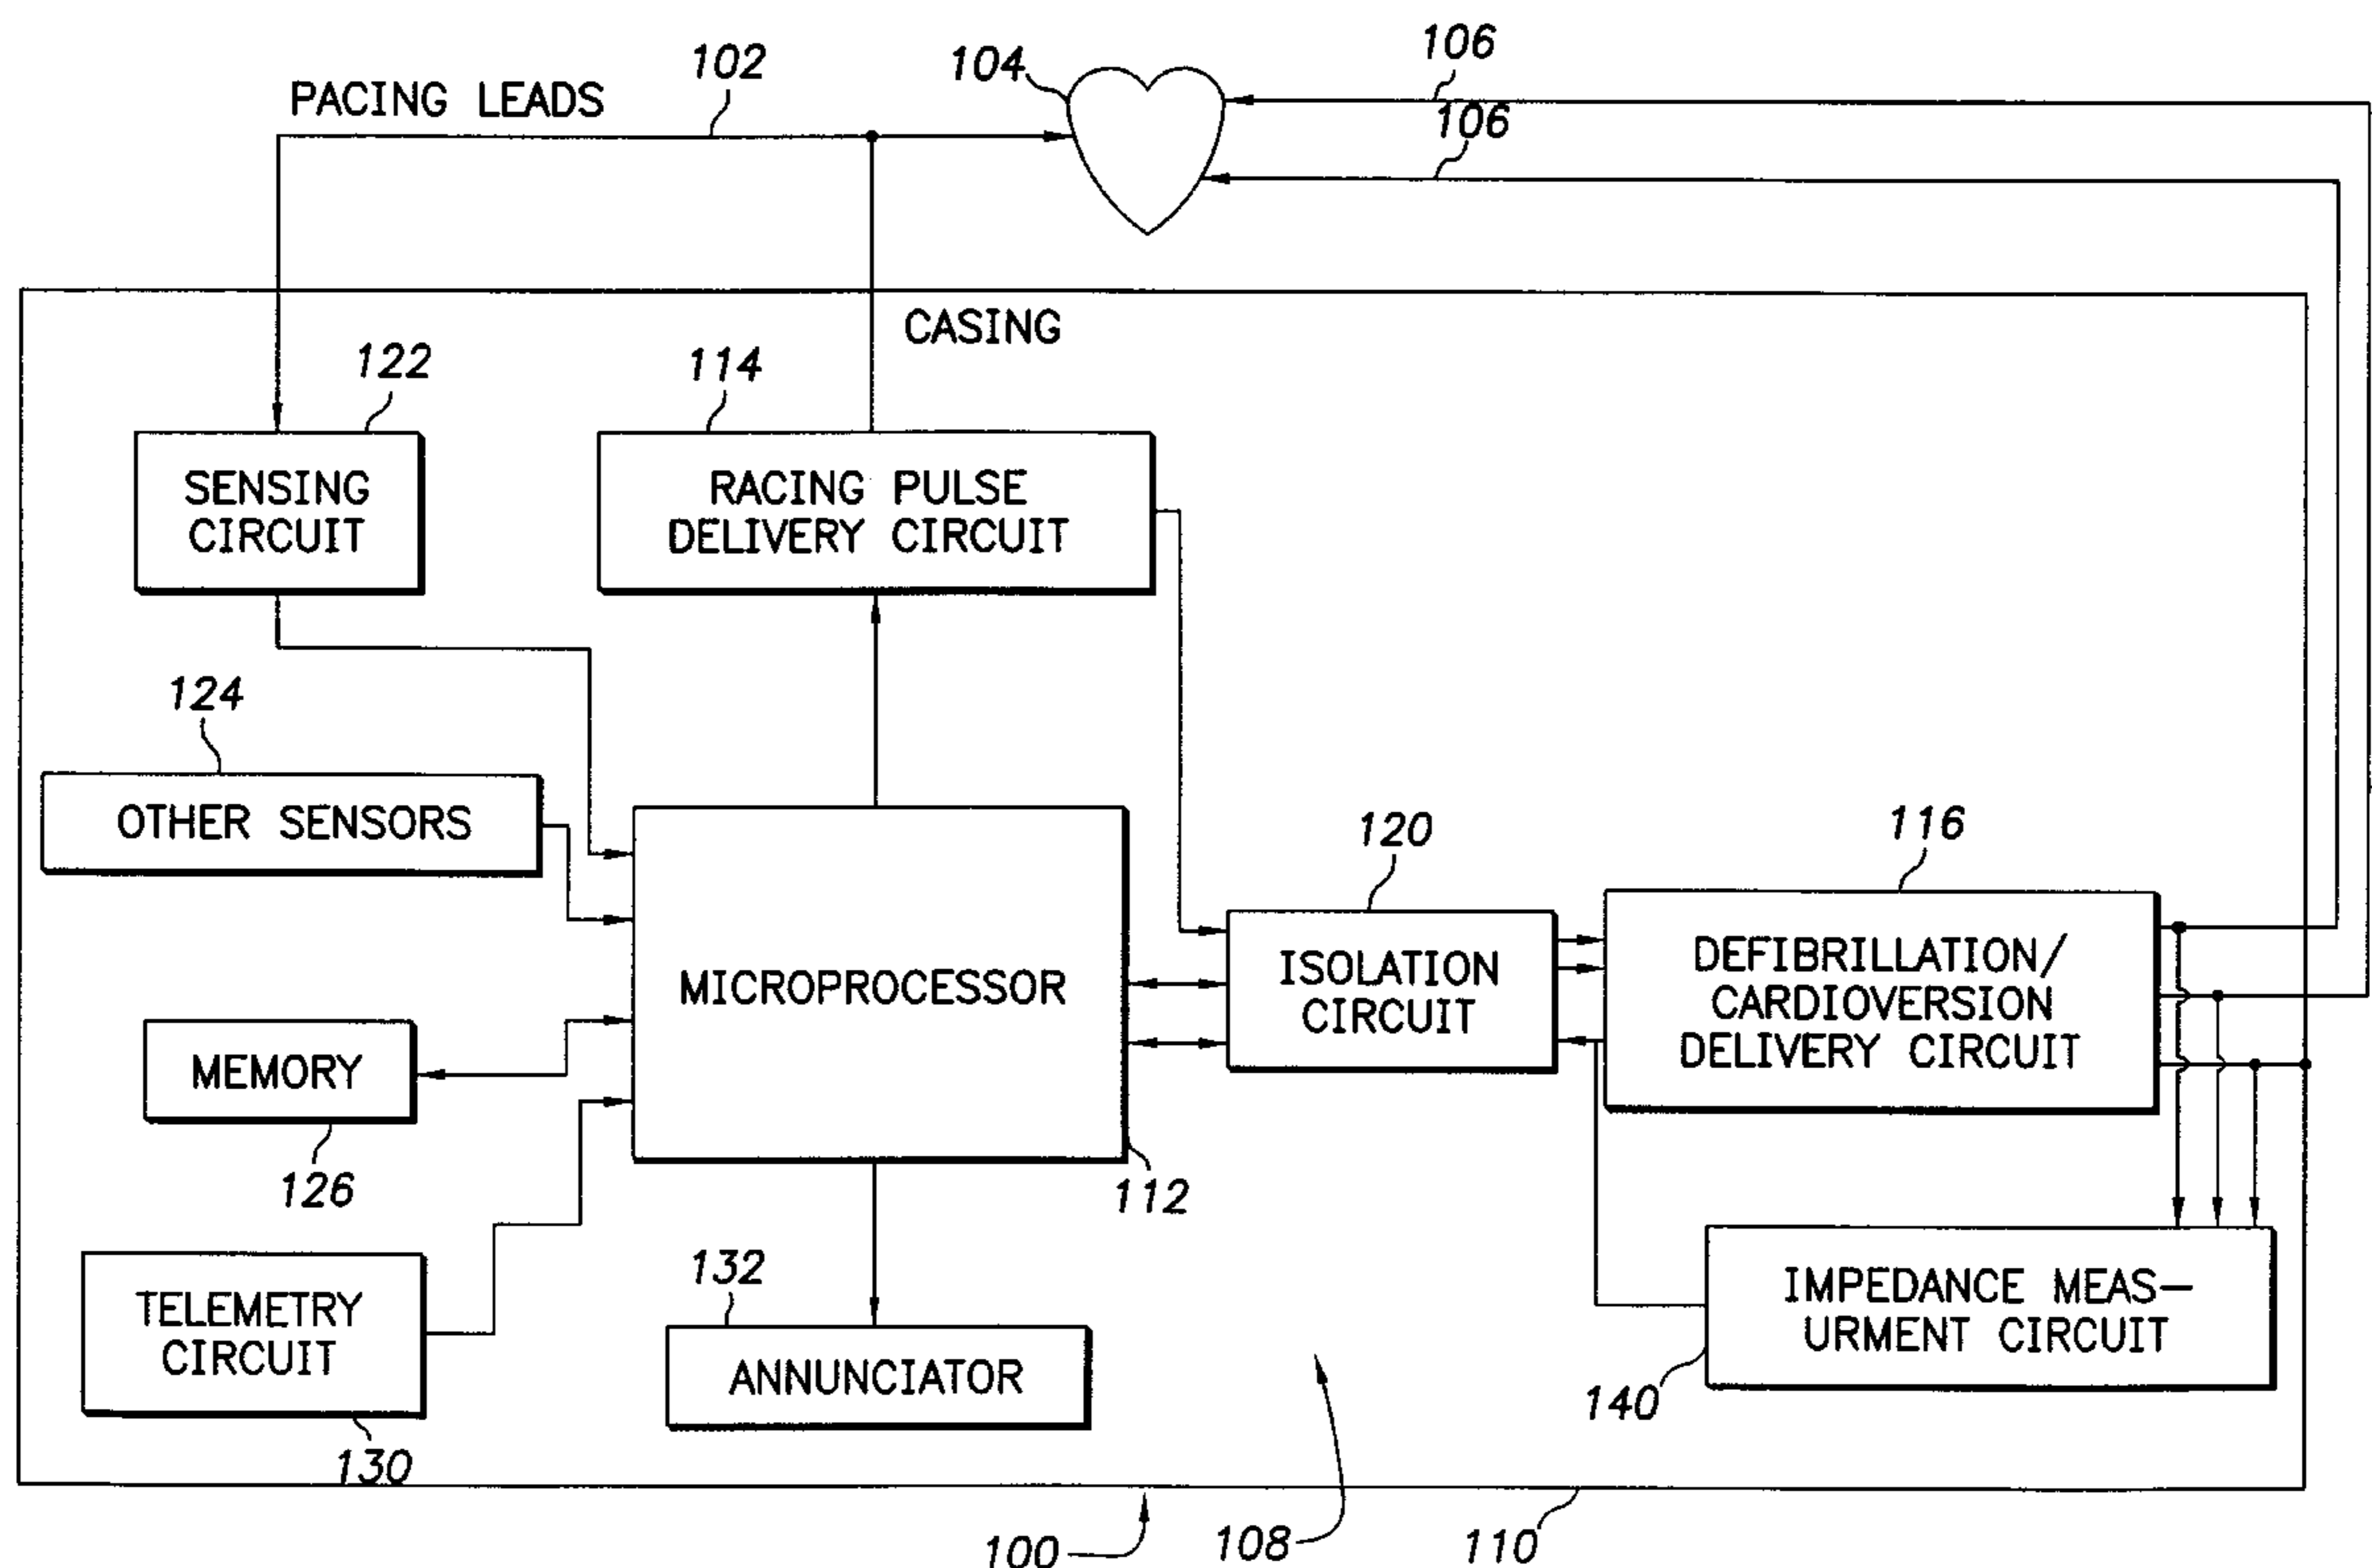 102
104
106
PACING LEADS
106
CASING
122
114
SENSING
CIRCUIT
RACING PULSE
DELIVERY CIRCUIT
124
OTHER SENSORS
120
116
MICROPROCESSOR
ISOLATION
CIRCUIT
DEFIBRILLATION/
CARDIOVERSION
DELIVERY CIRCUIT
MEMORY
126
112
132
TELEMETRY
CIRCUIT
ANNUNCIATOR
IMPEDANCE MEAS-
URMENT CIRCUIT
140
130
100
108
110